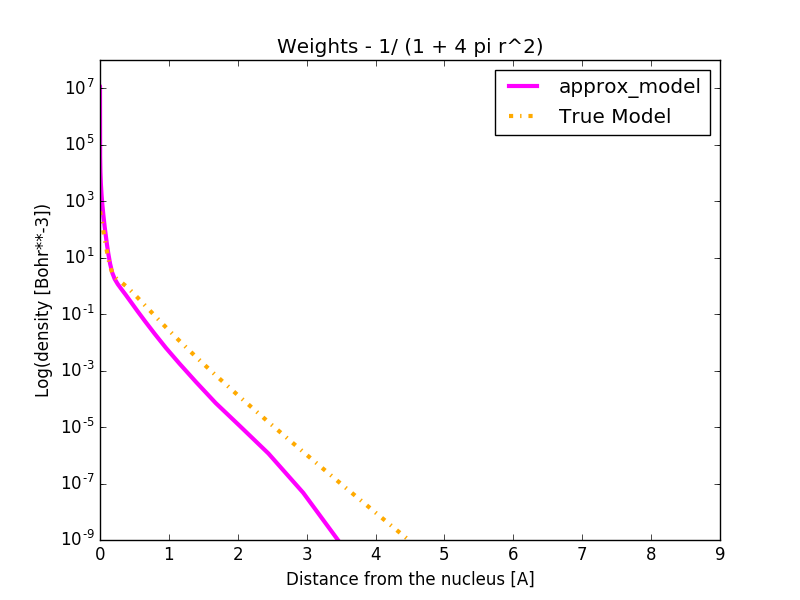 Weights - 1/ (1 + 4 pi r^2)
approx_model
True Model
Log(density [Bohr**-3])
10^7
10^5
10^3
10^1
10^-1
10^-3
10^-5
10^-7
10^-9
0 1 2 3 4 5 6 7 8 9
Distance from the nucleus [A]